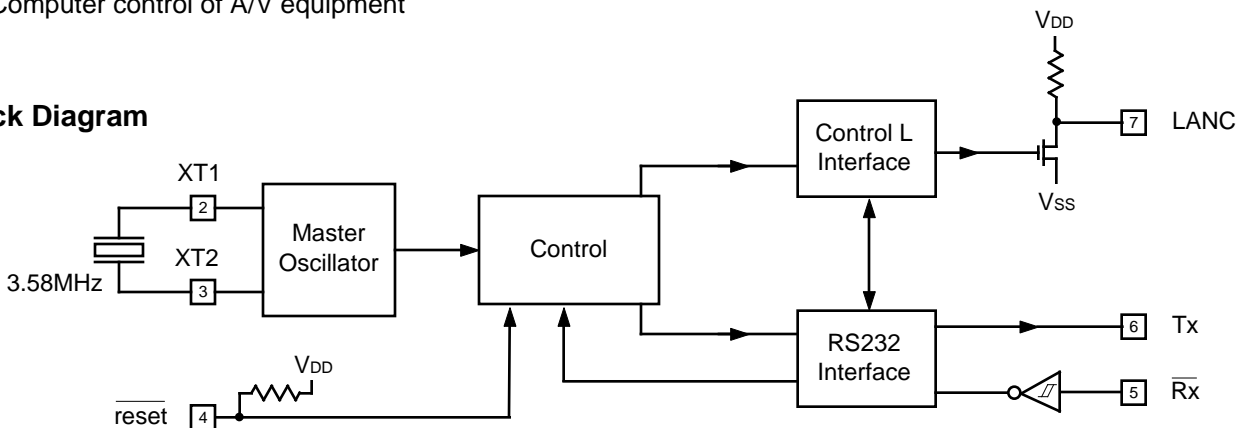 Computer control of A/V equipment
ck Diagram
XT1
2
XT2
3
3.58MHz
Master
Oscillator
Control
Control L
Interface
VDD
7 LANC
VSS
RS232
Interface
6 Tx
5 Rx
VDD
reset 4